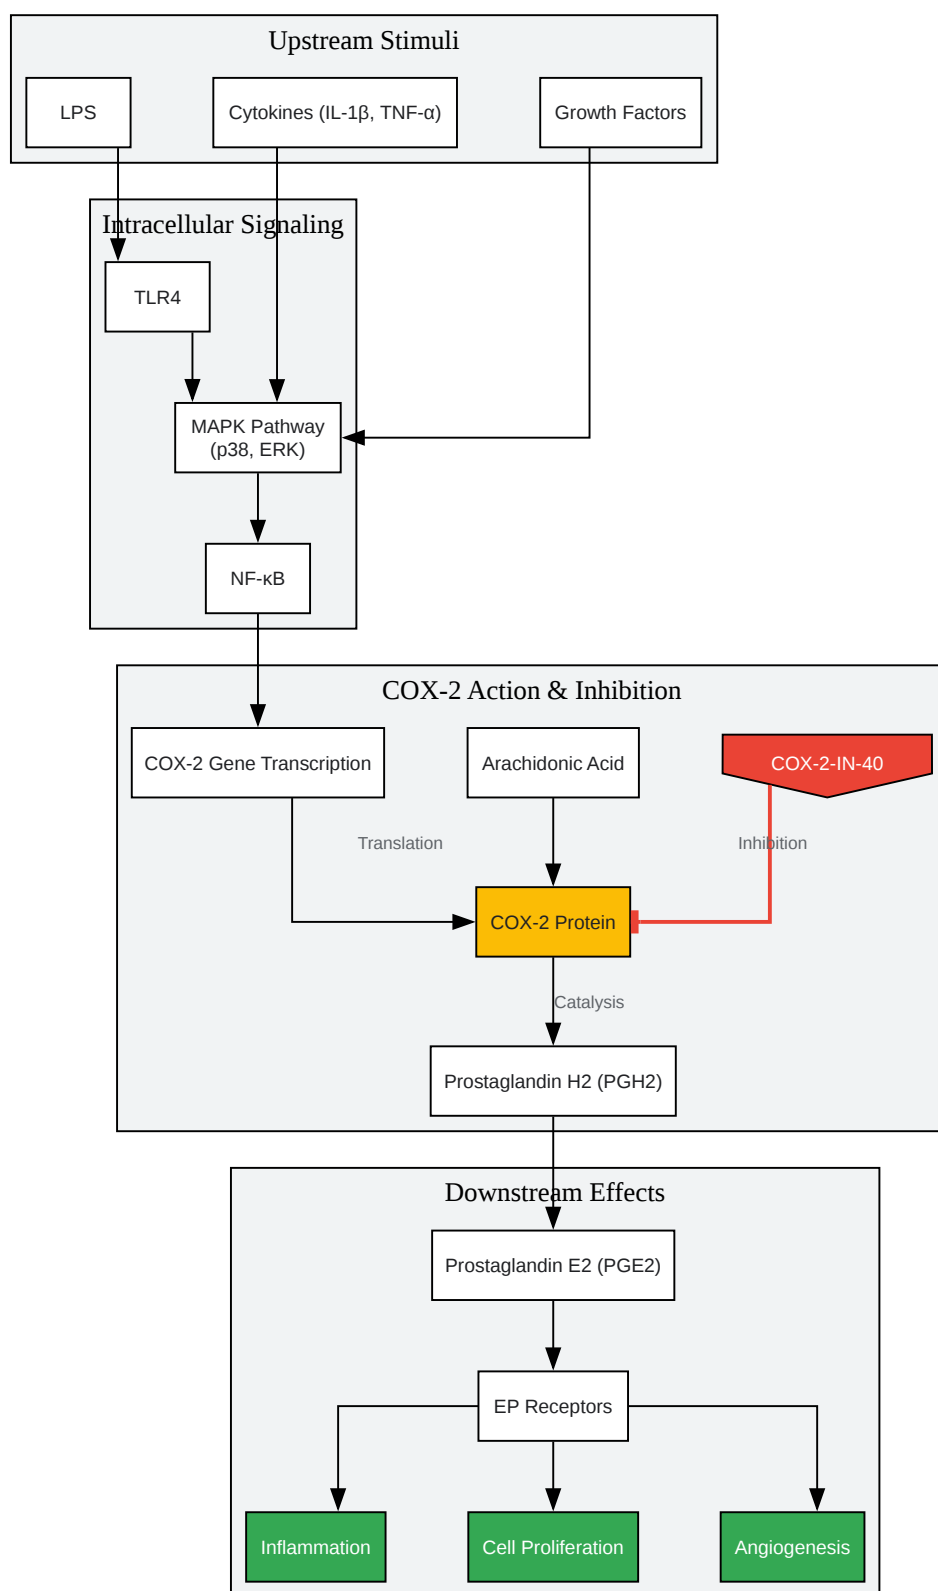 Upstream Stimuli
LPS
Cytokines (IL-1β, TNF-α)
Growth Factors
Intracellular Signaling
TLR4
MAPK Pathway
(p38, ERK)
NF-κB
COX-2 Action & Inhibition
COX-2 Gene Transcription
Arachidonic Acid
COX-2-IN-40
Translation
Inhibition
COX-2 Protein
Catalysis
Prostaglandin H2 (PGH2)
Downstream Effects
Prostaglandin E2 (PGE2)
EP Receptors
Inflammation
Cell Proliferation
Angiogenesis